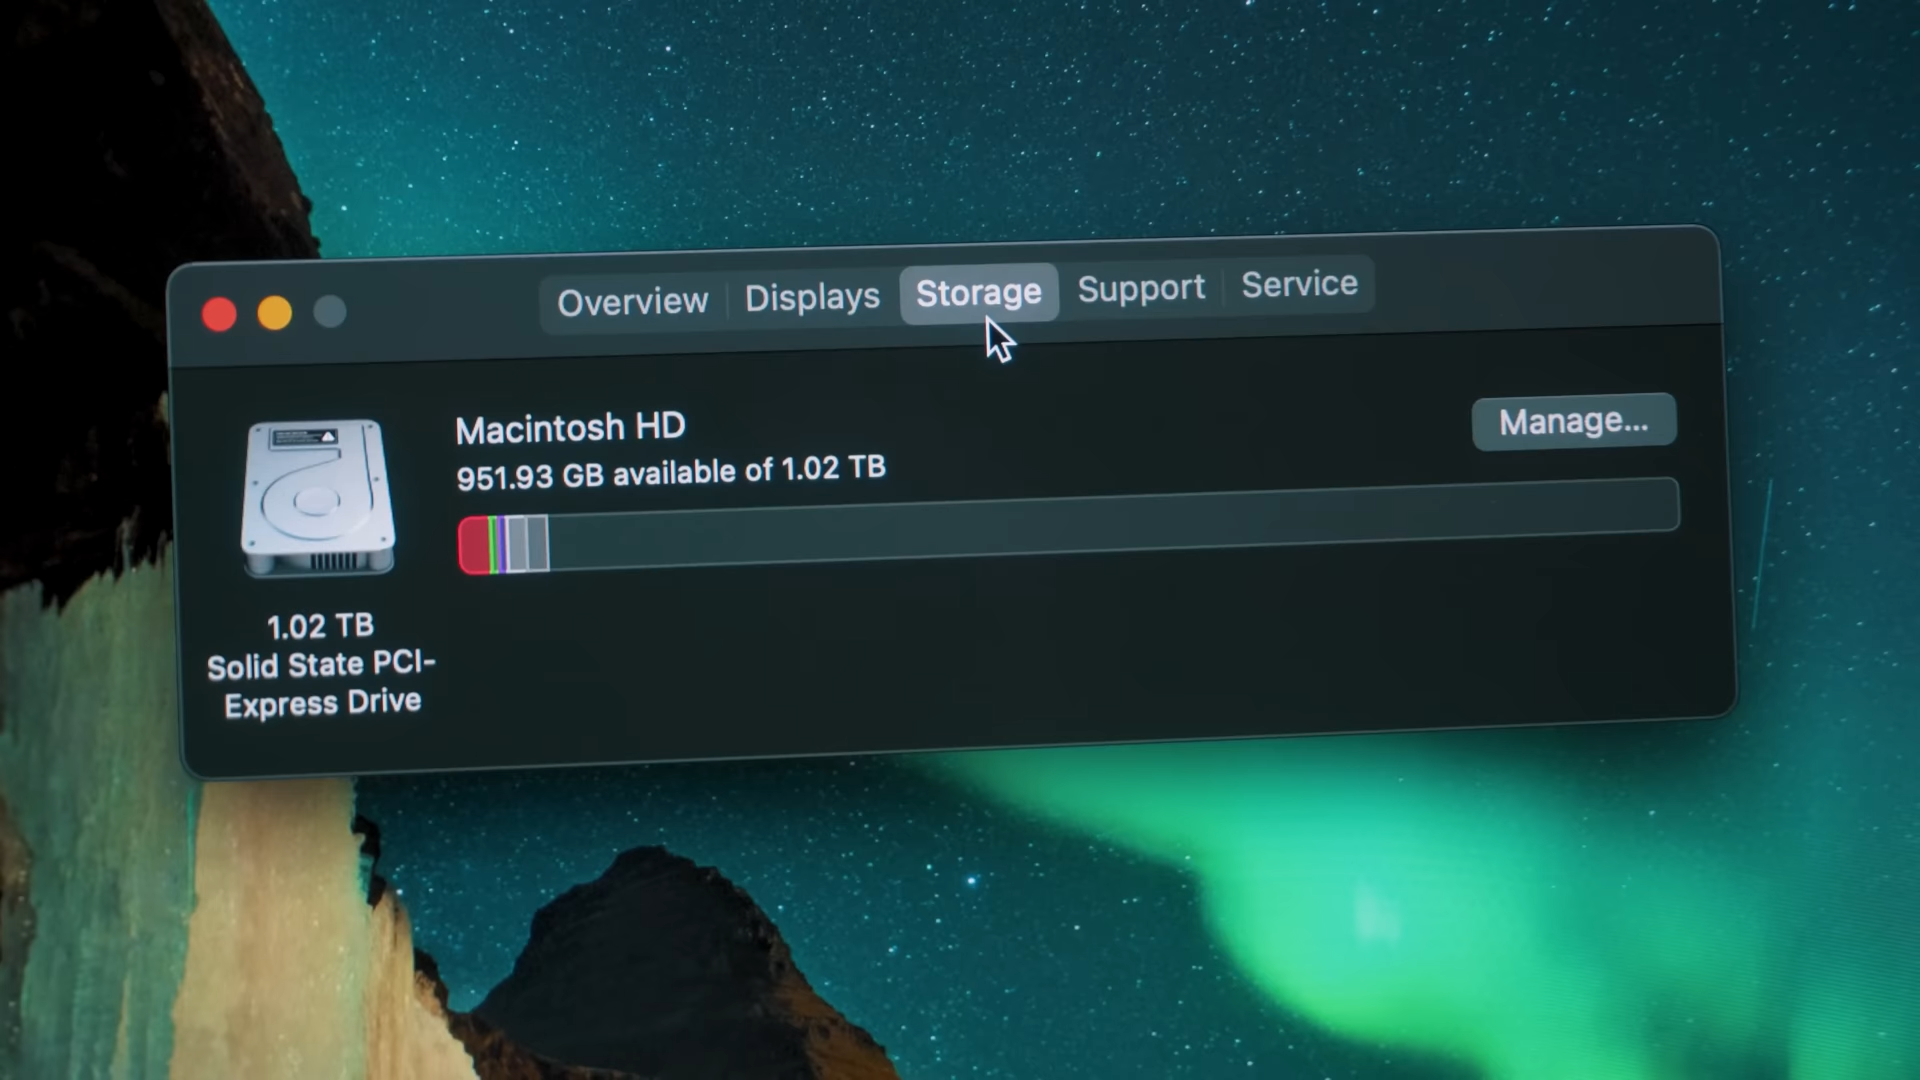 Overview Displays Storage Support Service
Macintosh HD
Manage...
951.93 GB available of 1.02 TB
1.02 TB
Solid State PCI-
Express Drive